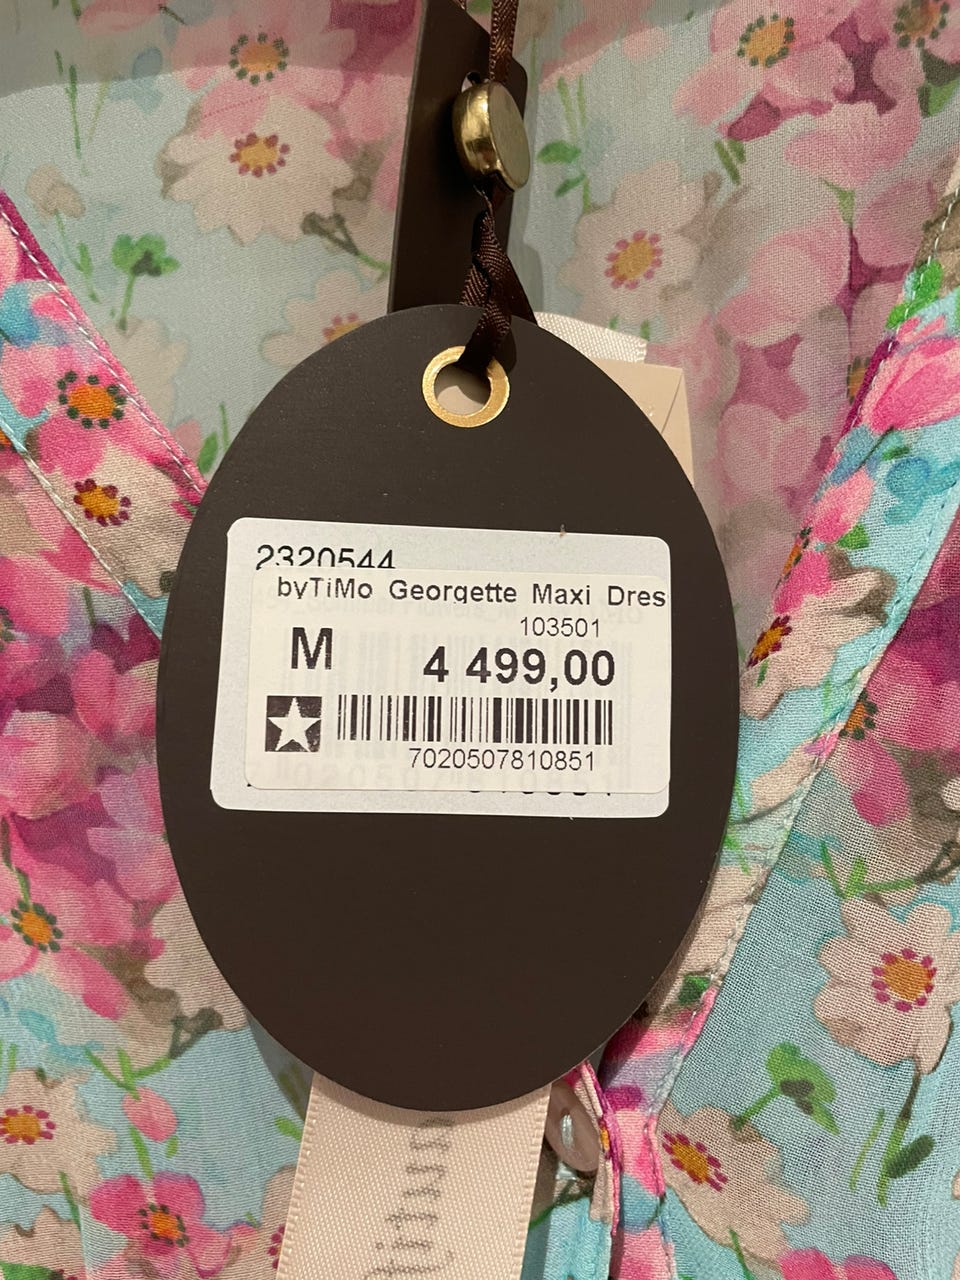 2320544
byTiMo Georgette Maxi Dres
103501
M
4 499,00
7020507810851